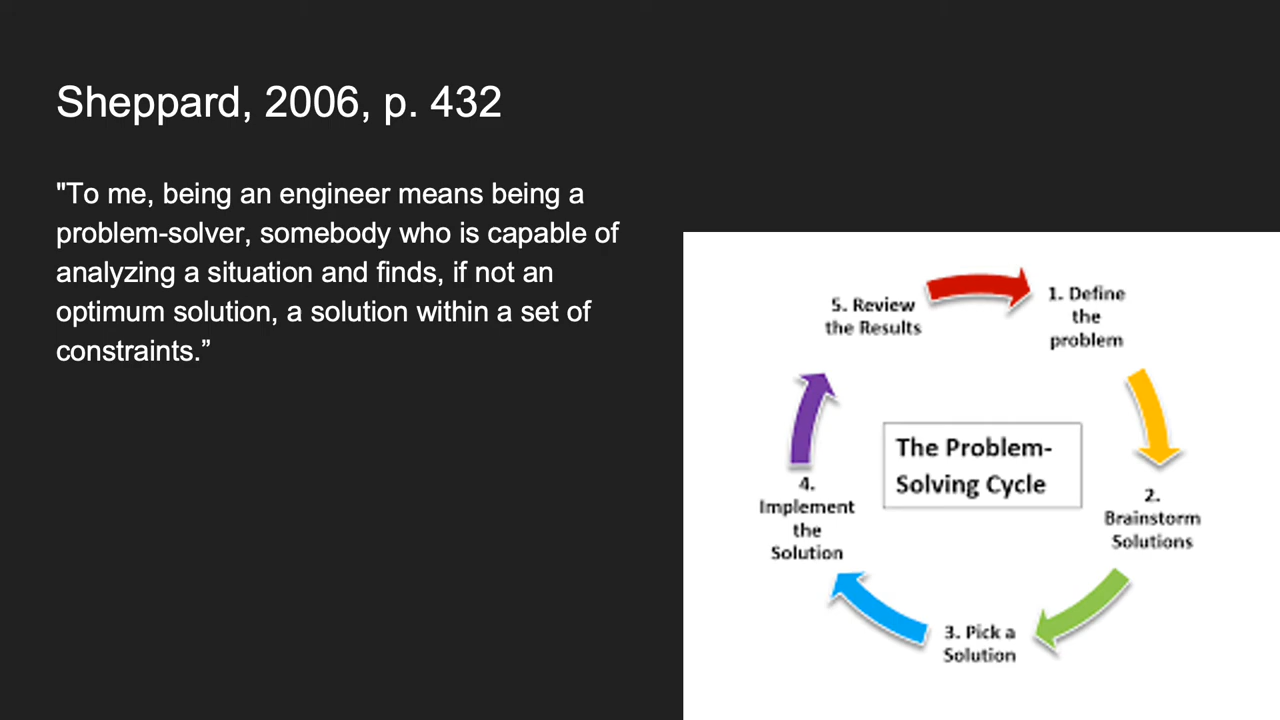 Sheppard, 2006, p. 432
"To me, being an engineer means being a
problem-solver, somebody who is capable of
analyzing a situation and finds, if not an
optimum solution, a solution within a set of
constraints.”
5. Review
the Results
1. Define
the
problem
The Problem-
Solving Cycle
4.
Implement
the
Solution
2.
Brainstorm
Solutions
3. Pick a
Solution